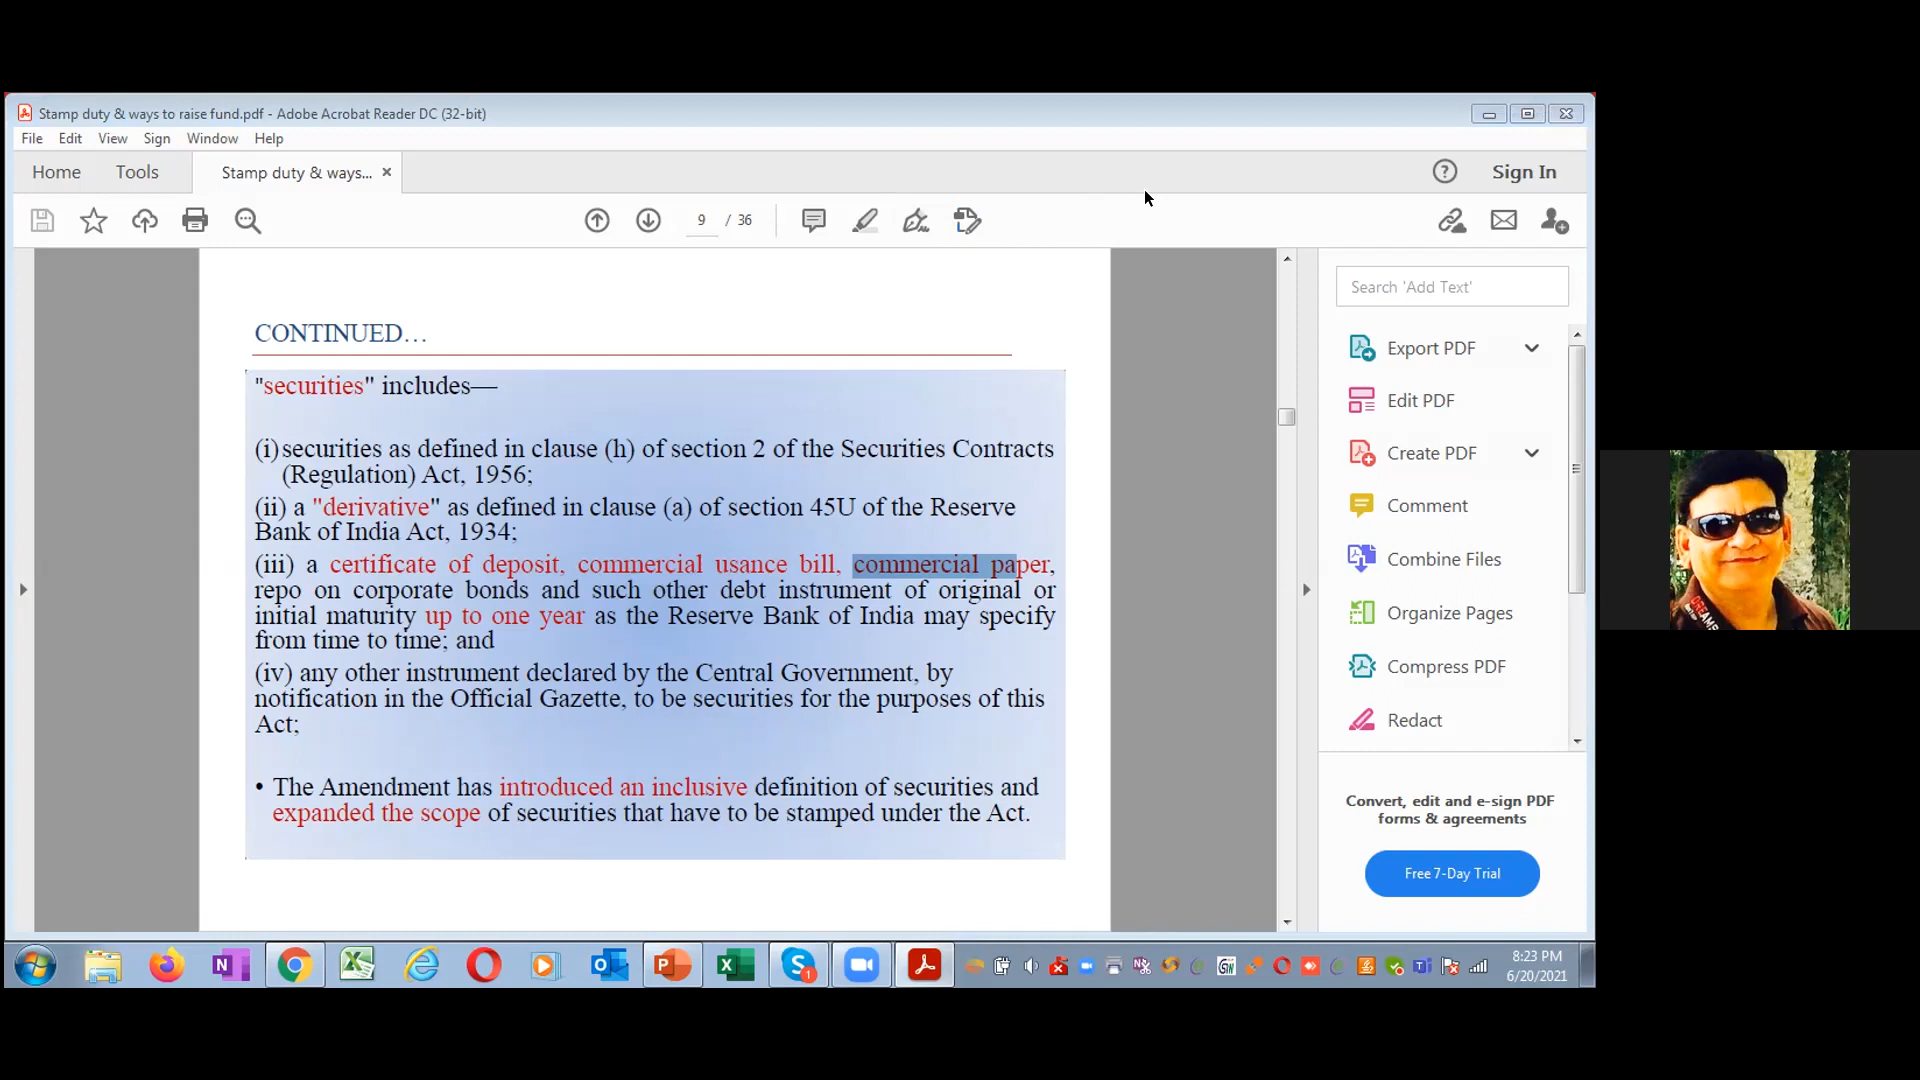 Stamp duty & ways to raise fund.pdf - Adobe Acrobat Reader DC (32-bit)
File Edit View Sign Window Help
Home Tools Stamp duty & ways... × Sign In
9 / 36
Search 'Add Text'
CONTINUED…
"securities" includes—
(i) securities as defined in clause (h) of section 2 of the Securities Contracts
(Regulation) Act, 1956;
(ii) a "derivative" as defined in clause (a) of section 45U of the Reserve
Bank of India Act, 1934;
(iii) a certificate of deposit, commercial usance bill, commercial paper,
repo on corporate bonds and such other debt instrument of original or
initial maturity up to one year as the Reserve Bank of India may specify
from time to time; and
(iv) any other instrument declared by the Central Government, by
notification in the Official Gazette, to be securities for the purposes of this
Act;
• The Amendment has introduced an inclusive definition of securities and
expanded the scope of securities that have to be stamped under the Act.
Export PDF
Edit PDF
Create PDF
Comment
Combine Files
Organize Pages
Compress PDF
Redact
Convert, edit and e-sign PDF
forms & agreements
Free 7-Day Trial
8:23 PM
6/20/2021
DREAMS